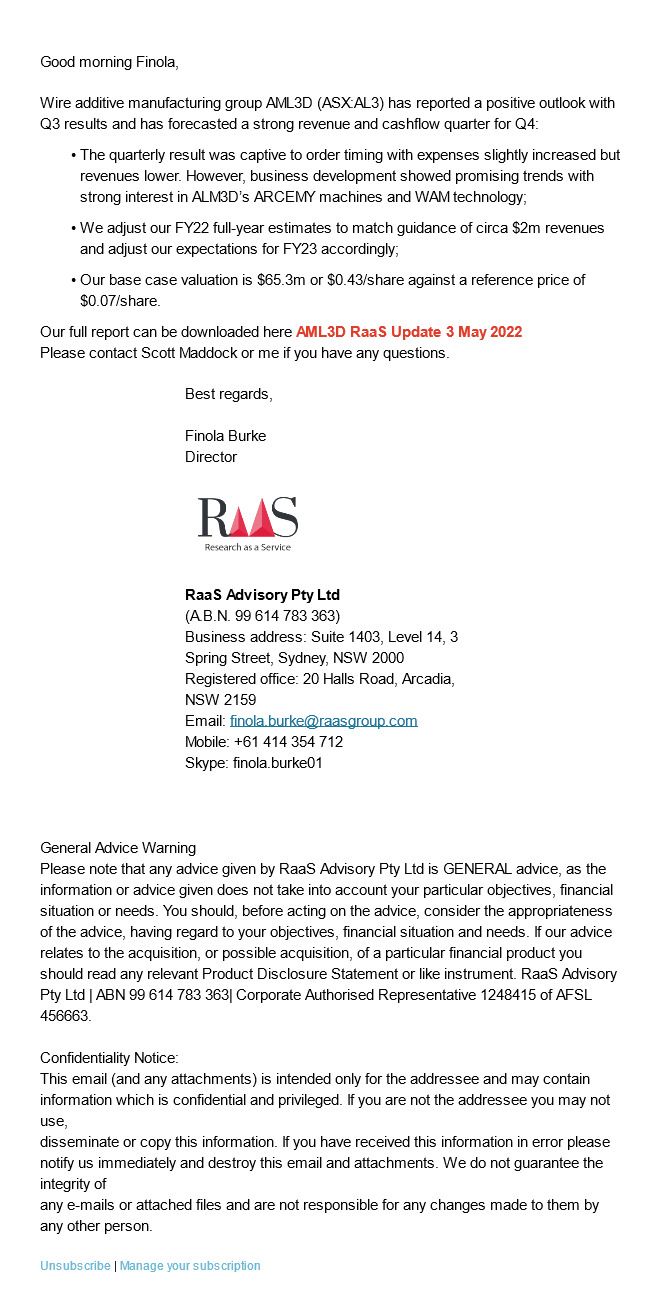 Good morning Finola,
Wire additive manufacturing group AML3D (ASX:AL3) has reported a positive outlook with
Q3 results and has forecasted a strong revenue and cashflow quarter for Q4:
• The quarterly result was captive to order timing with expenses slightly increased but
revenues lower. However, business development showed promising trends with
strong interest in ALM3D's ARCEMY machines and WAM technology;
• We adjust our FY22 full-year estimates to match guidance of circa $2m revenues
and adjust our expectations for FY23 accordingly;
• Our base case valuation is $65.3m or $0.43/share against a reference price of
$0.07/share.
Our full report can be downloaded here AML3D RaaS Update 3 May 2022
Please contact Scott Maddock or me if you have any questions.
Best regards,
Finola Burke
Director
RAAS
Research as a Service
RaaS Advisory Pty Ltd
(A.B.N. 99 614 783 363)
Business address: Suite 1403, Level 14, 3
Spring Street, Sydney, NSW 2000
Registered office: 20 Halls Road, Arcadia,
NSW 2159
Email: finola.burke@raasgroup.com
Mobile: +61 414 354 712
Skype: finola.burke01
General Advice Warning
Please note that any advice given by RaaS Advisory Pty Ltd is GENERAL advice, as the
information or advice given does not take into account your particular objectives, financial
situation or needs. You should, before acting on the advice, consider the appropriateness
of the advice, having regard to your objectives, financial situation and needs. If our advice
relates to the acquisition, or possible acquisition, of a particular financial product you
should read any relevant Product Disclosure Statement or like instrument. RaaS Advisory
Pty Ltd | ABN 99 614 783 363| Corporate Authorised Representative 1248415 of AFSL
456663.
Confidentiality Notice:
This email (and any attachments) is intended only for the addressee and may contain
information which is confidential and privileged. If you are not the addressee you may not
use,
disseminate or copy this information. If you have received this information in error please
notify us immediately and destroy this email and attachments. We do not guarantee the
integrity of
any e-mails or attached files and are not responsible for any changes made to them by
any other person.
Unsubscribe | Manage your subscription